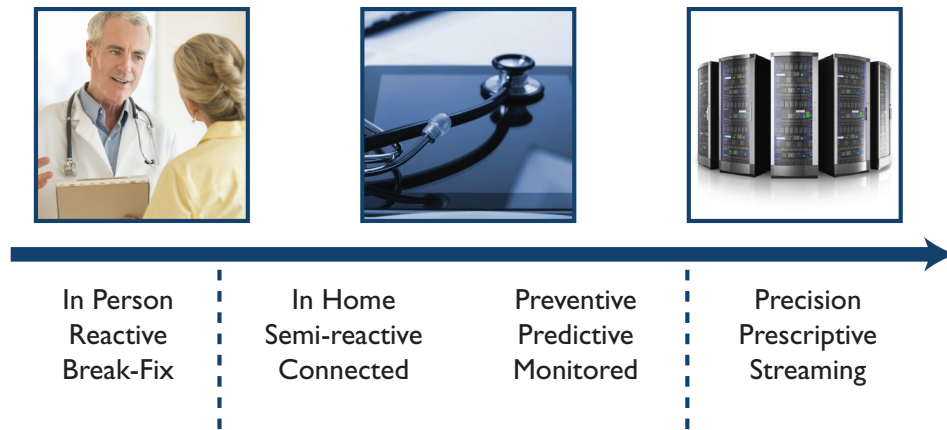 In Person
Reactive
Break-Fix
In Home
Semi-reactive
Connected
Preventive
Predictive
Monitored
Precision
Prescriptive
Streaming